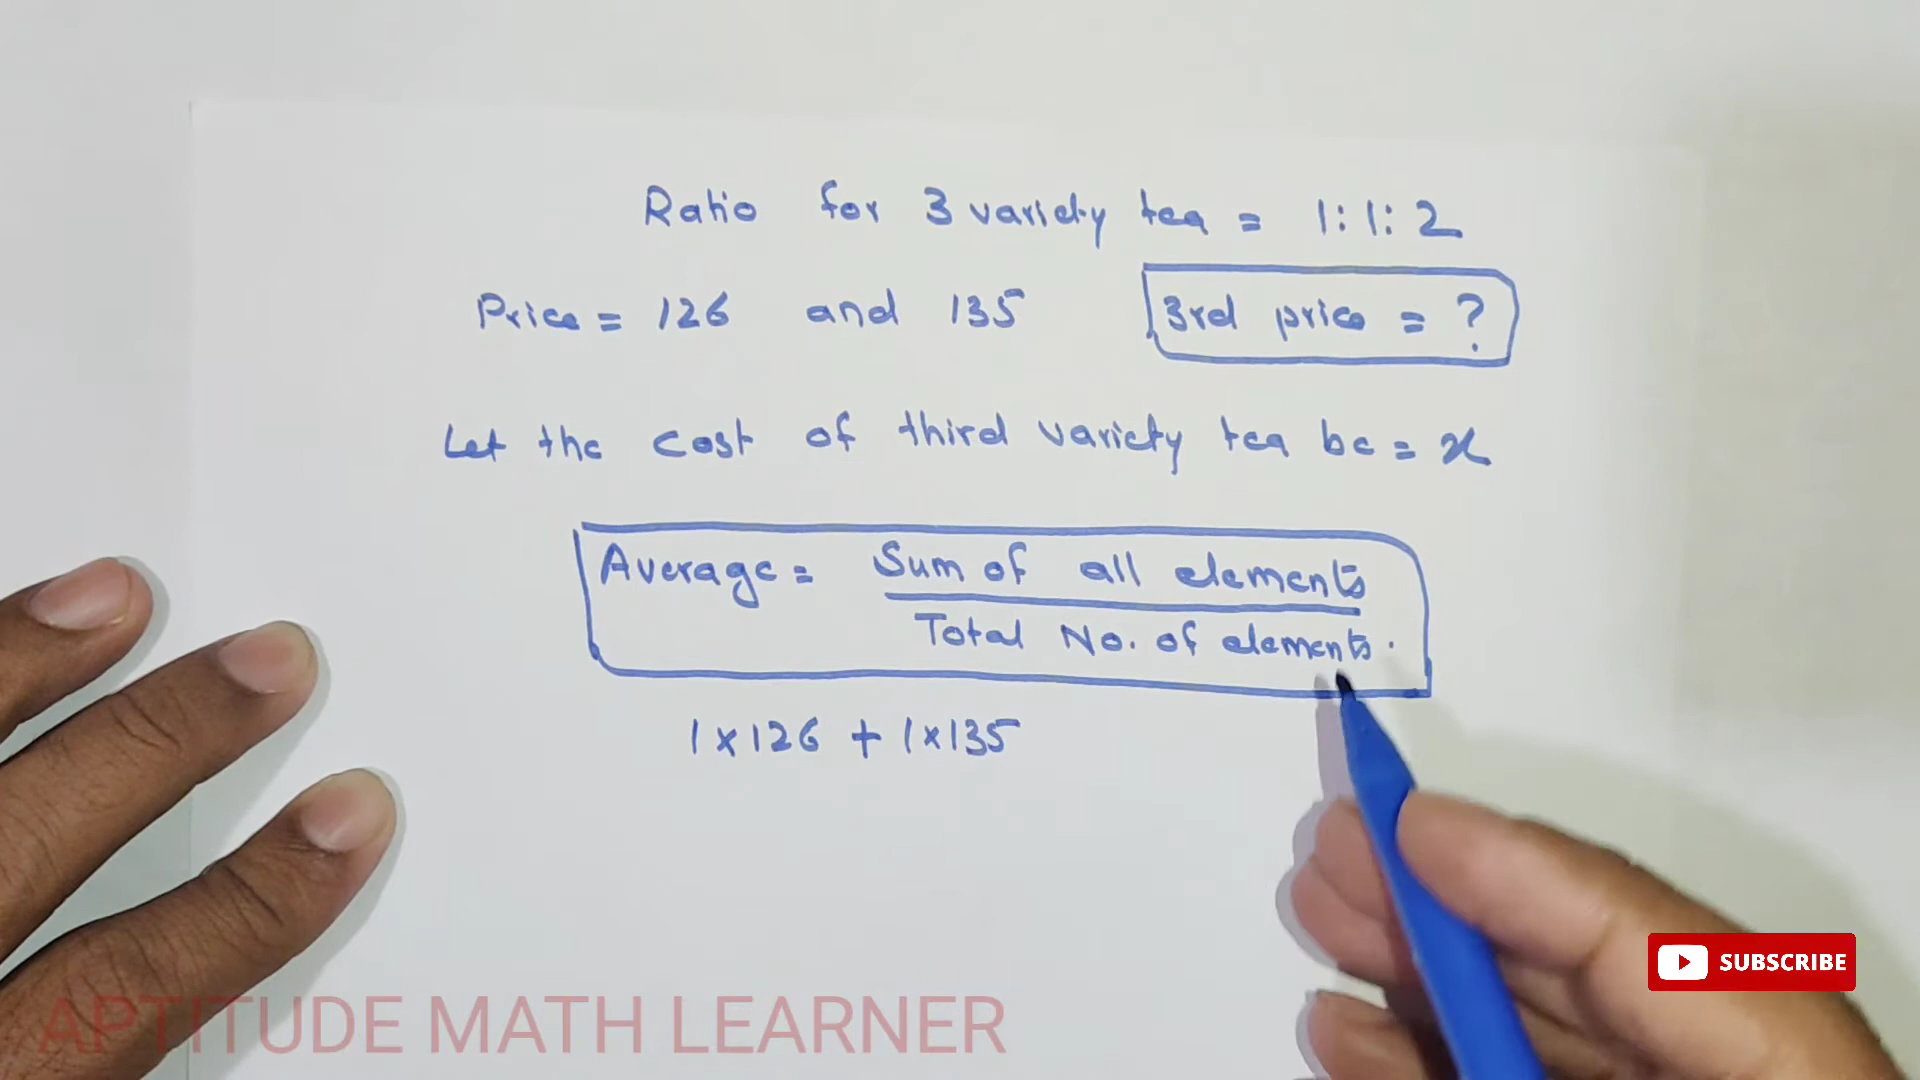 Ratio for 3 variety tea = 1:1:2
Price = 126 and 135 3rd price = ?
Let the cost of third variety tea be = x
Average = Sum of all elements
Total No. of elements.
1 x 126 + 1 x 135
SUBSCRIBE
APTITUDE MATH LEARNER